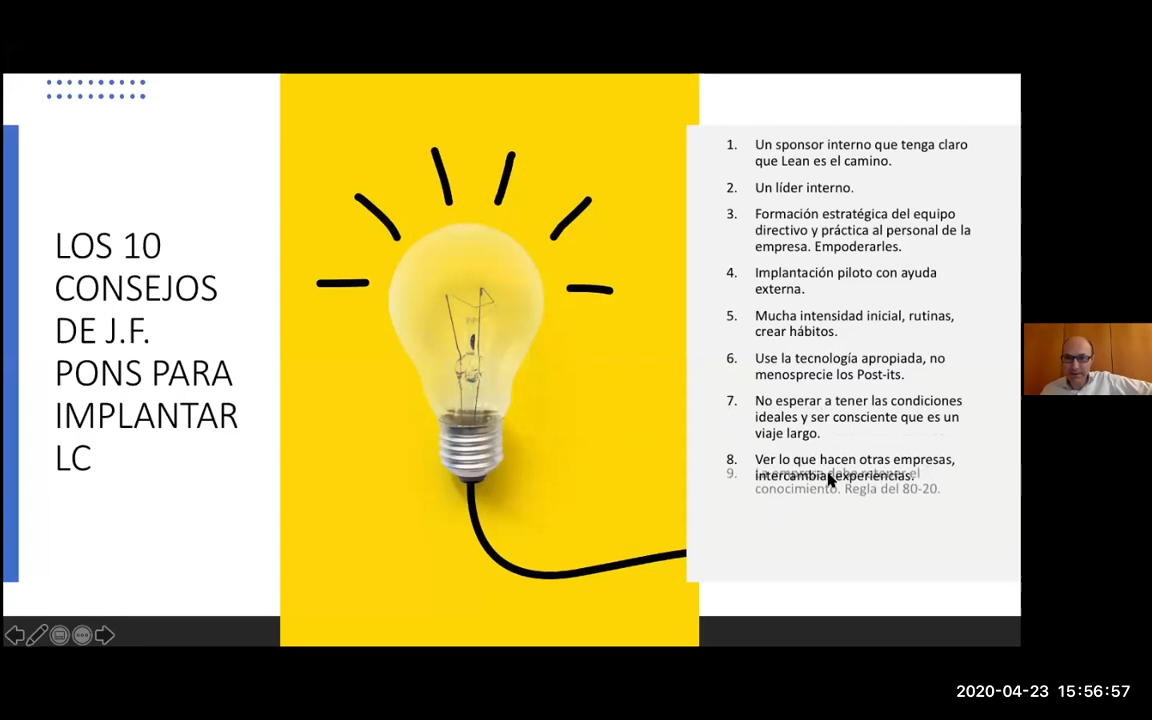 LOS 10
CONSEJOS
DE J.F.
PONS PARA
IMPLANTAR
LC
1. Un sponsor interno que tenga claro
que Lean es el camino.
2. Un líder interno.
3. Formación estratégica del equipo
directivo y práctica al personal de la
empresa. Empoderarles.
4. Implantación piloto con ayuda
externa.
5. Mucha intensidad inicial, rutinas,
crear hábitos.
6. Use la tecnología apropiada, no
menosprecie los Post-its.
7. No esperar a tener las condiciones
ideales y ser consciente que es un
viaje largo.
8. Ver lo que hacen otras empresas,
intercambiar experiencias.
9. La empresa debe retener el
conocimiento. Regla del 80-20.
2020-04-23 15:56:57